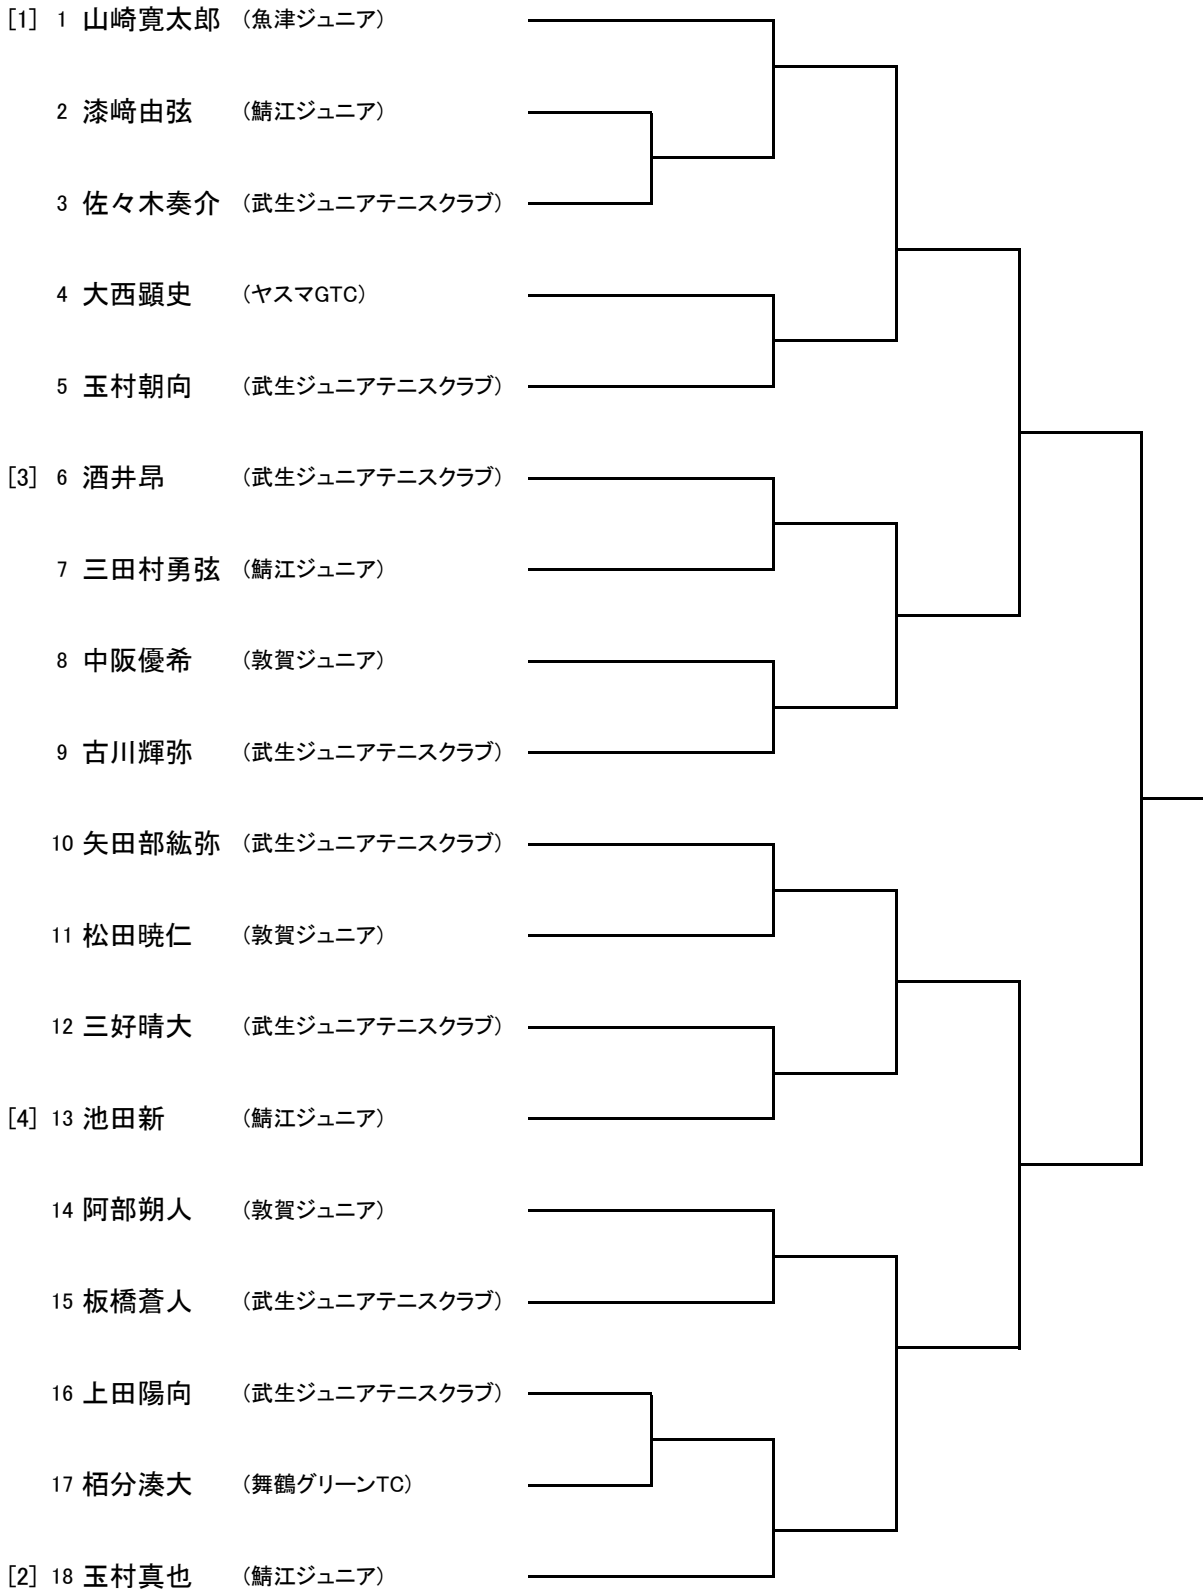 [1] 1 山崎寛太郎 (魚津ジュニア)
2 漆﨑由弦 (鯖江ジュニア)
3 佐々木奏介 (武生ジュニアテニスクラブ)
4 大西顕史 (ヤスマGTC)
5 玉村朝向 (武生ジュニアテニスクラブ)
[3] 6 酒井昂 (武生ジュニアテニスクラブ)
7 三田村勇弦 (鯖江ジュニア)
8 中阪優希 (敦賀ジュニア)
9 古川輝弥 (武生ジュニアテニスクラブ)
10 矢田部紘弥 (武生ジュニアテニスクラブ)
11 松田暁仁 (敦賀ジュニア)
12 三好晴大 (武生ジュニアテニスクラブ)
[4] 13 池田新 (鯖江ジュニア)
14 阿部朔人 (敦賀ジュニア)
15 板橋蒼人 (武生ジュニアテニスクラブ)
16 上田陽向 (武生ジュニアテニスクラブ)
17 栢分湊大 (舞鶴グリーンTC)
[2] 18 玉村真也 (鯖江ジュニア)